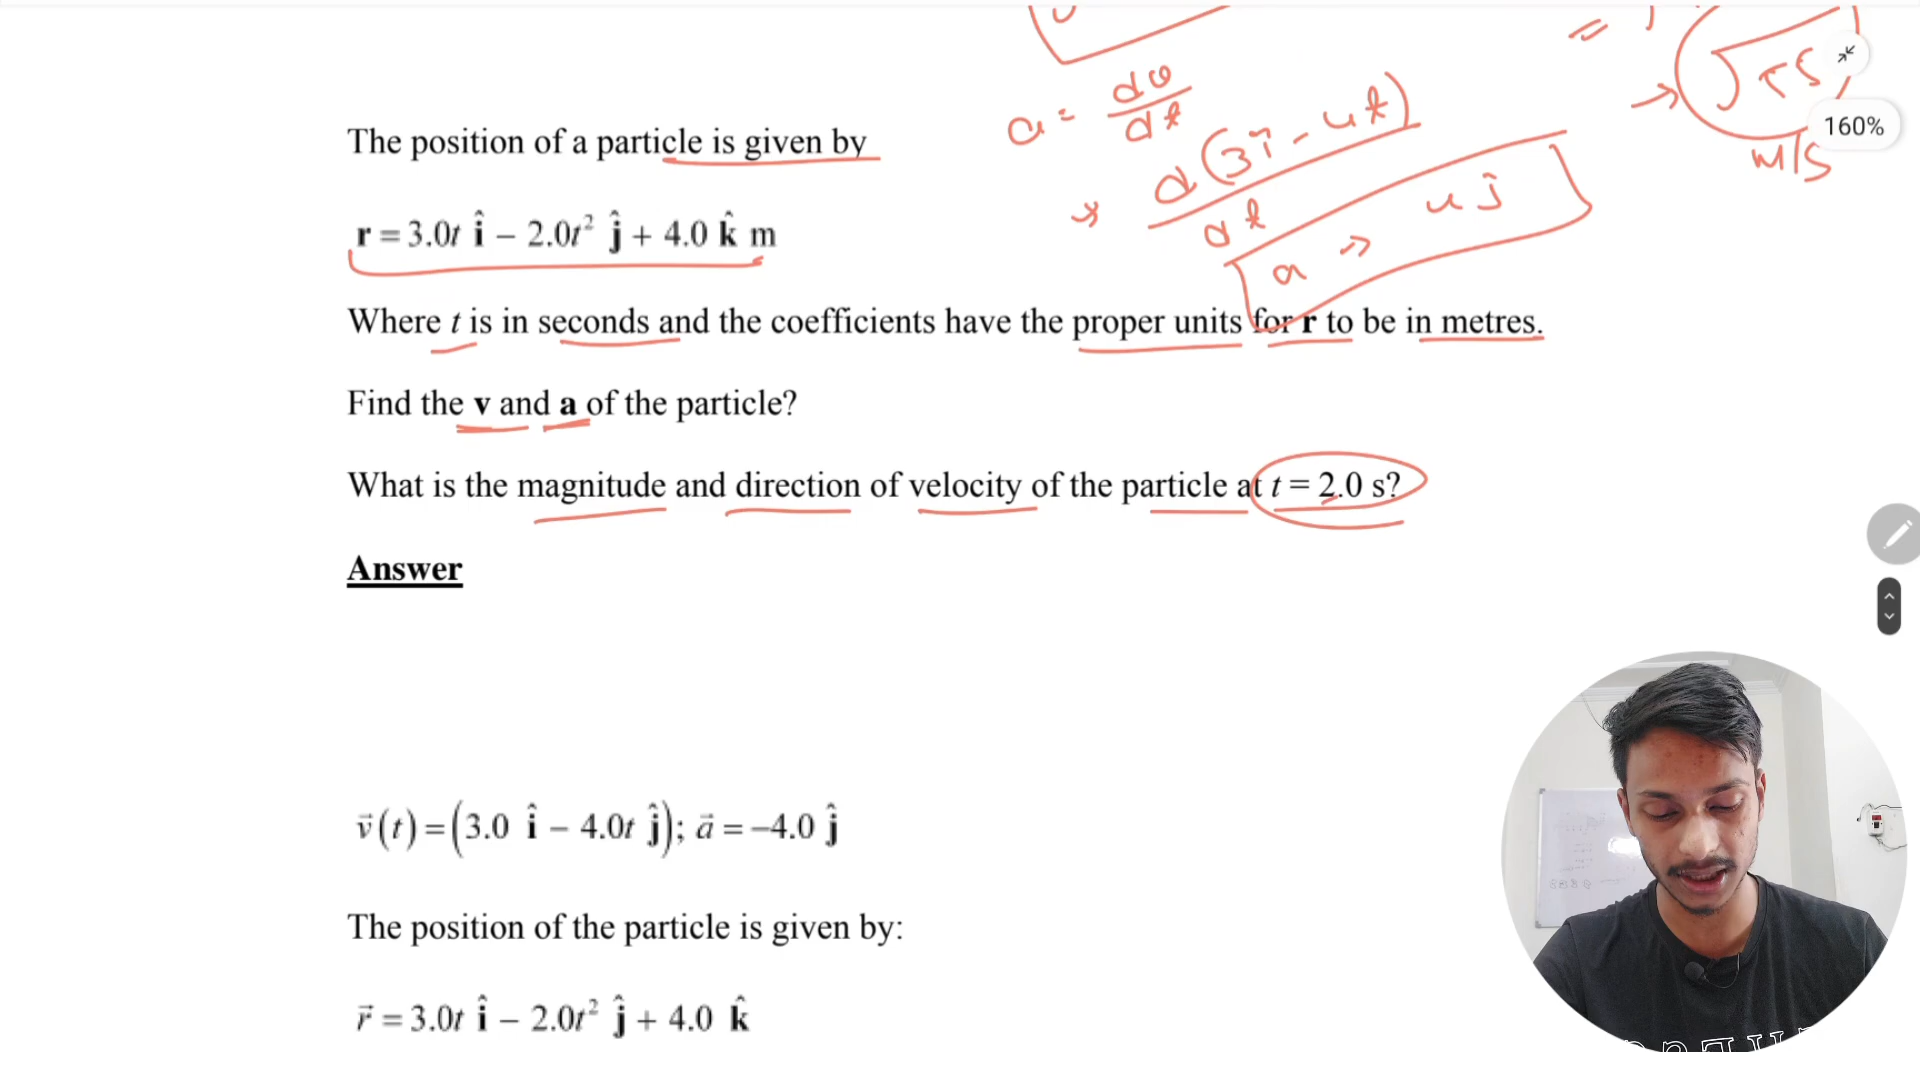 a = dv/dt
√75
160%
m/s
The position of a particle is given by
d(3î - 4t)
dt
a ⇒ 4ĵ
r = 3.0t î − 2.0t² ĵ + 4.0 k̂ m
Where t is in seconds and the coefficients have the proper units for r to be in metres.
Find the v and a of the particle?
What is the magnitude and direction of velocity of the particle at t = 2.0 s?
Answer
v⃗(t) = (3.0 î − 4.0t ĵ); a⃗ = −4.0 ĵ
The position of the particle is given by:
r⃗ = 3.0t î − 2.0t² ĵ + 4.0 k̂